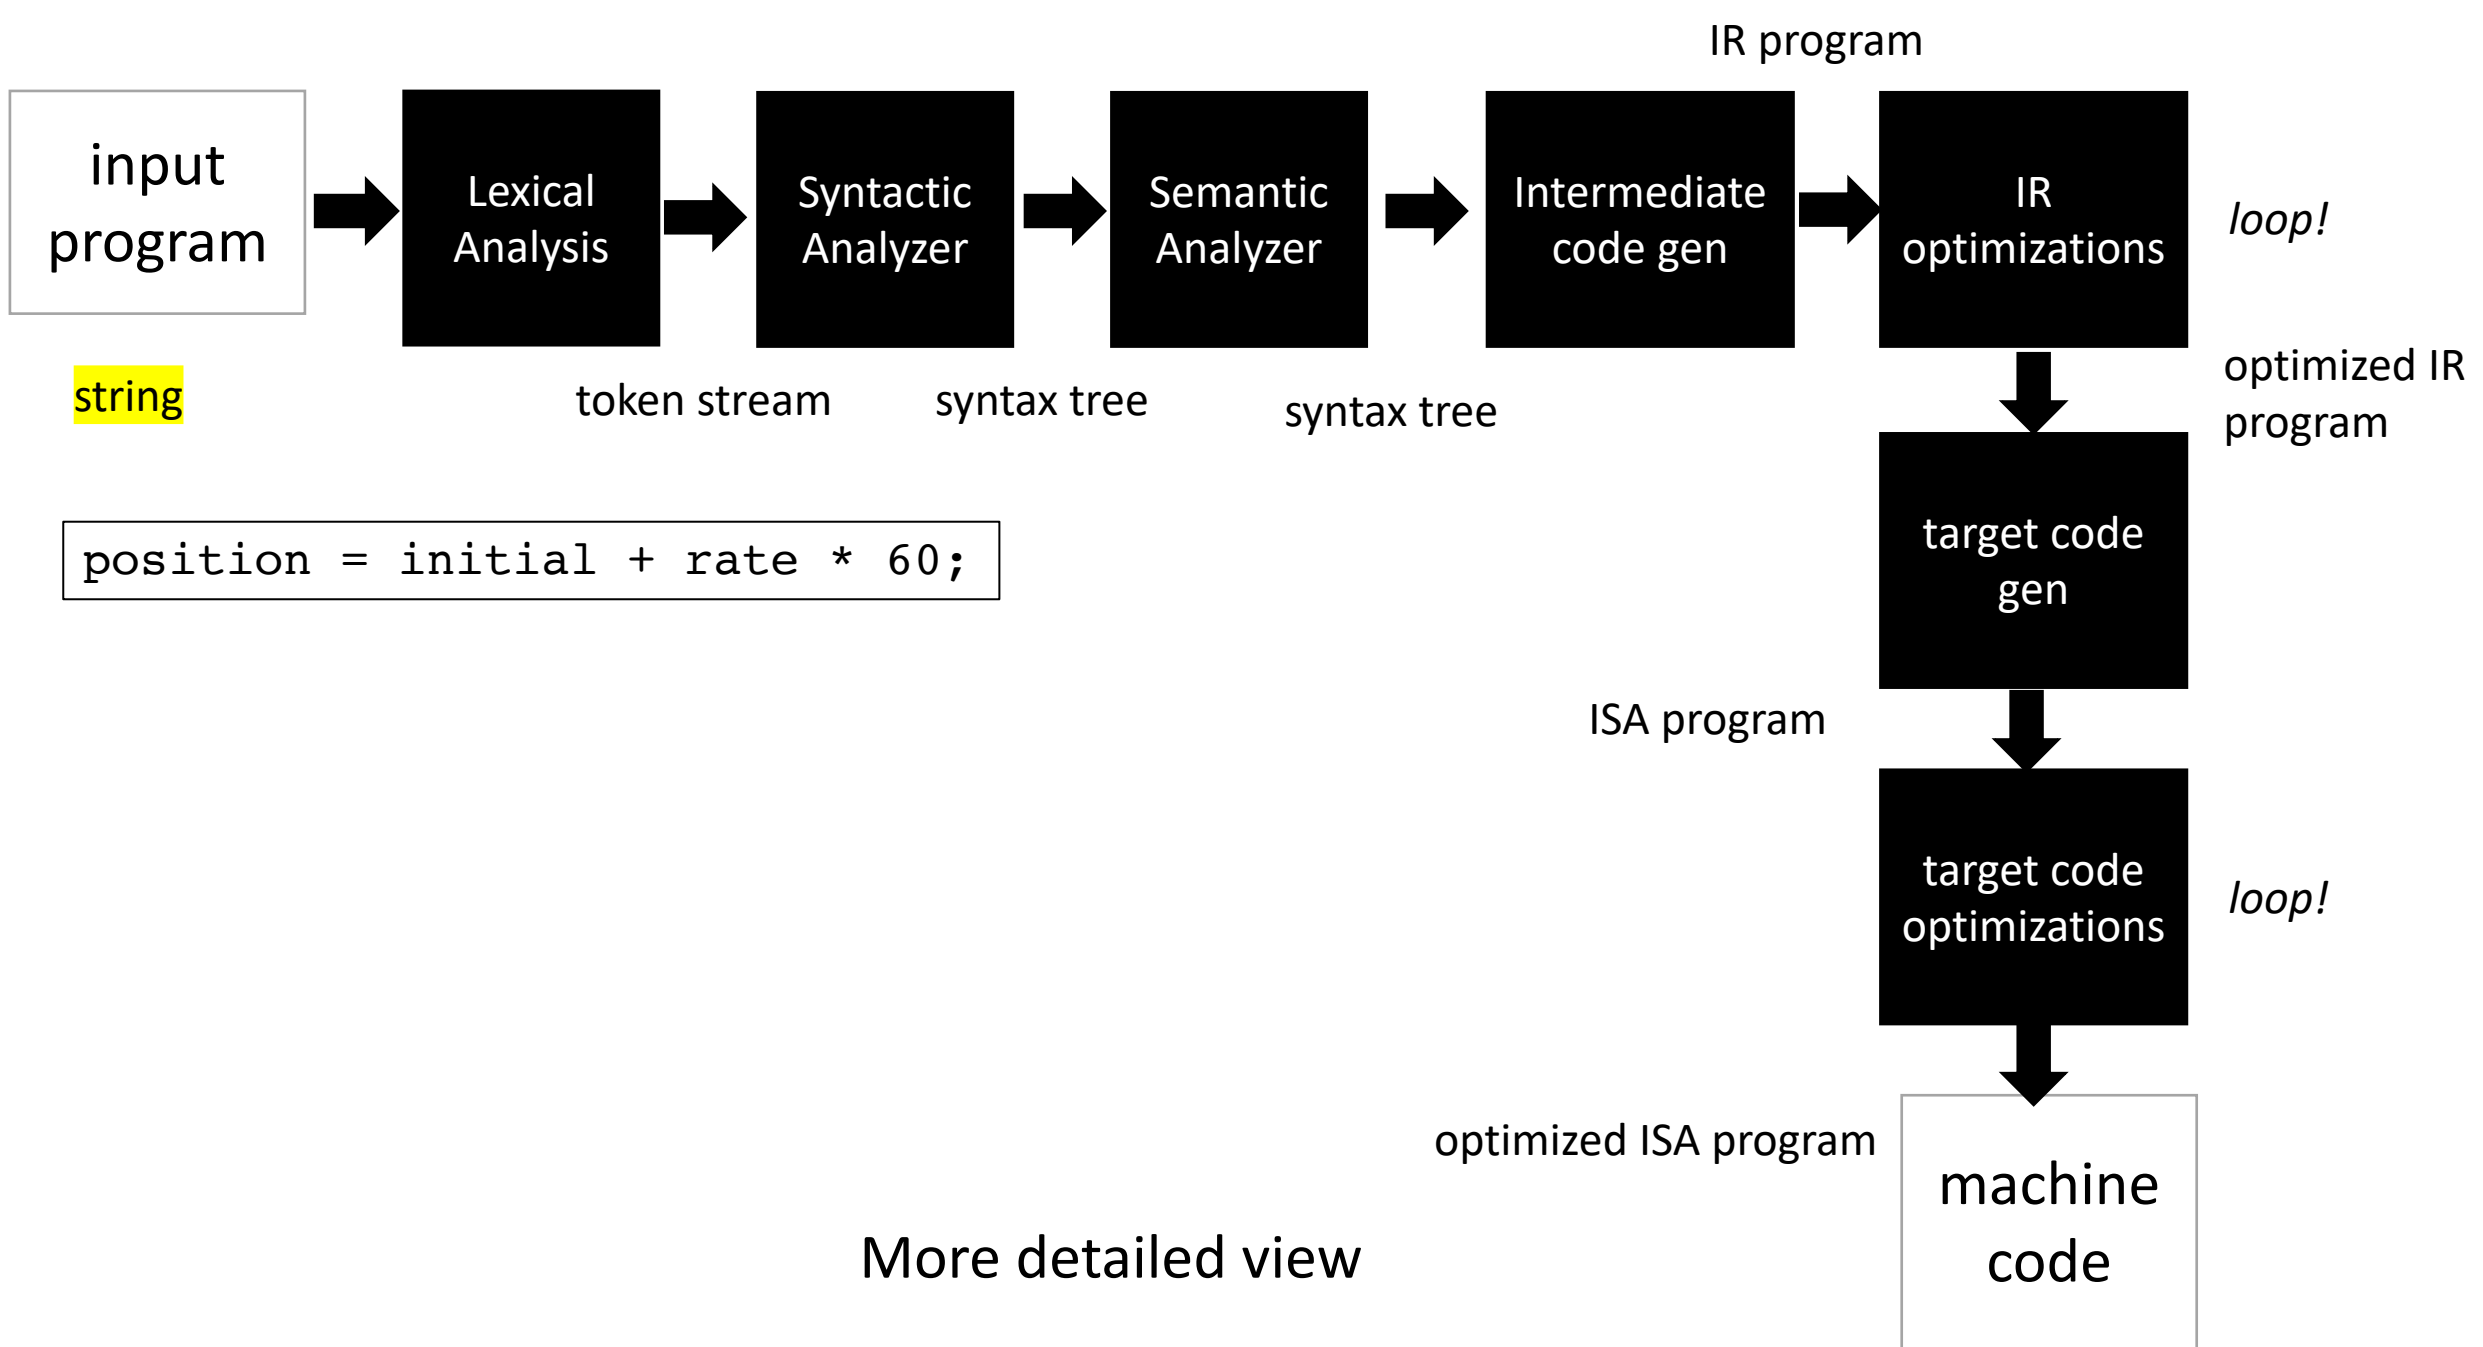 IR program
input
program
Lexical
Analysis
Syntactic
Analyzer
Semantic
Analyzer
Intermediate
code gen
IR
optimizations
loop!
string
token stream
syntax tree
syntax tree
optimized IR
program
position = initial + rate * 60;
target code
gen
ISA program
target code
optimizations
loop!
optimized ISA program
machine
code
More detailed view